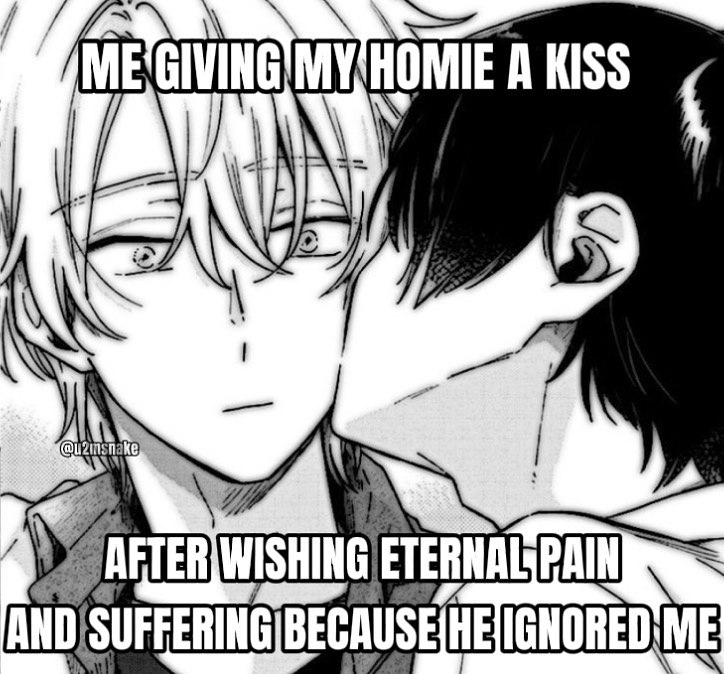 ME GIVING MY HOMIE A KISS
@u2msnake
AFTER WISHING ETERNAL PAIN
AND SUFFERING BECAUSE HE IGNORED ME